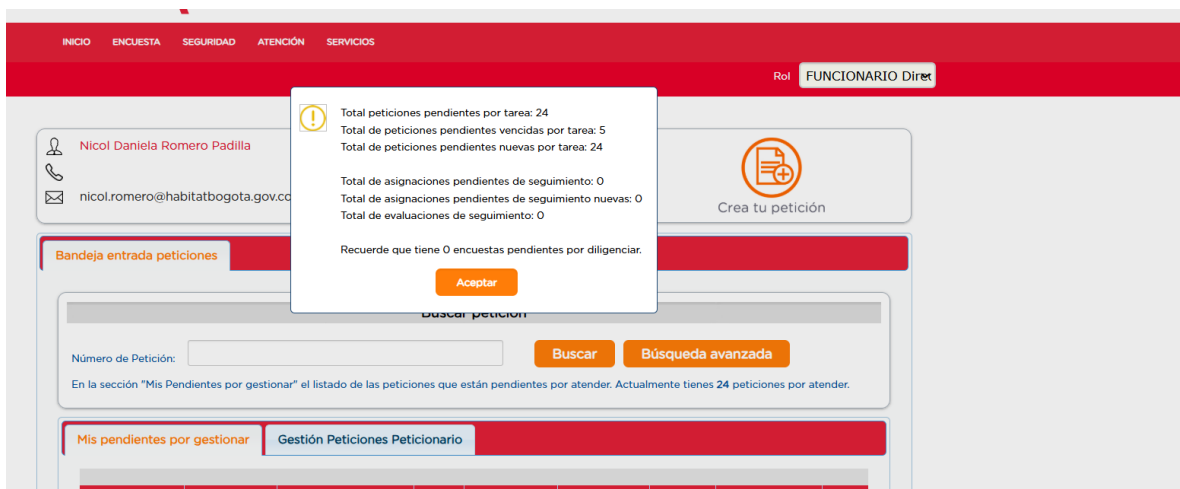 INICIO ENCUESTA SEGURIDAD ATENCIÓN SERVICIOS
Rol FUNCIONARIO
Total peticiones pendientes por tarea: 24
Total de peticiones pendientes vencidas por tarea: 5
Total de peticiones pendientes nuevas por tarea: 24
Total de asignaciones pendientes de seguimiento: 0
Total de asignaciones pendientes de seguimiento nuevas: 0
Total de evaluaciones de seguimiento: 0
Recuerde que tiene 0 encuestas pendientes por diligenciar.
Aceptar
Nicol Daniela Romero Padilla
nicol.romero@habitatbogota.gov.co
Crea tu petición
Bandeja entrada peticiones
Buscar petición
Número de Petición:
Buscar
Búsqueda avanzada
En la sección "Mis Pendientes por gestionar" el listado de las peticiones que están pendientes por atender. Actualmente tienes 24 peticiones por atender.
Mis pendientes por gestionar
Gestión Peticiones Peticionario